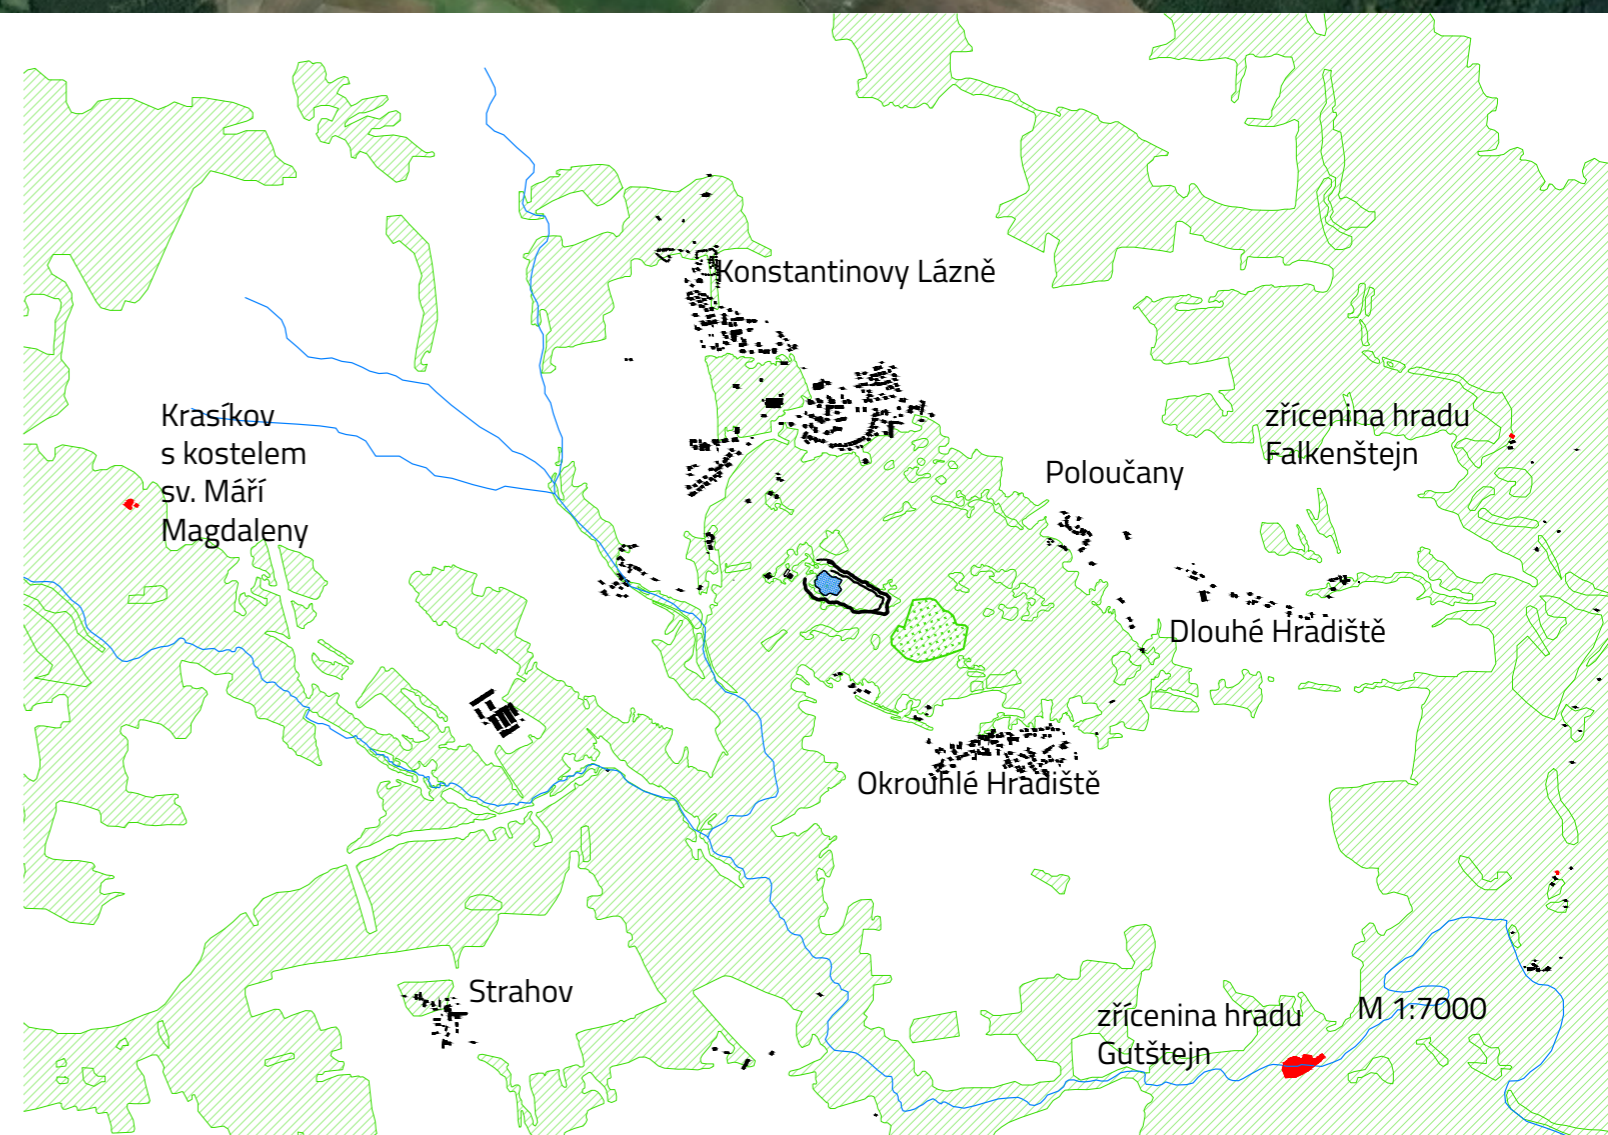 Konstantinovy Lázně
Krasíkov
s kostelem
sv. Máří
Magdaleny
zřícenina hradu
Falkenštejn
Poloučany
Dlouhé Hradiště
Okrouhlé Hradiště
Strahov
zřícenina hradu
Gutštejn
M 1:7000